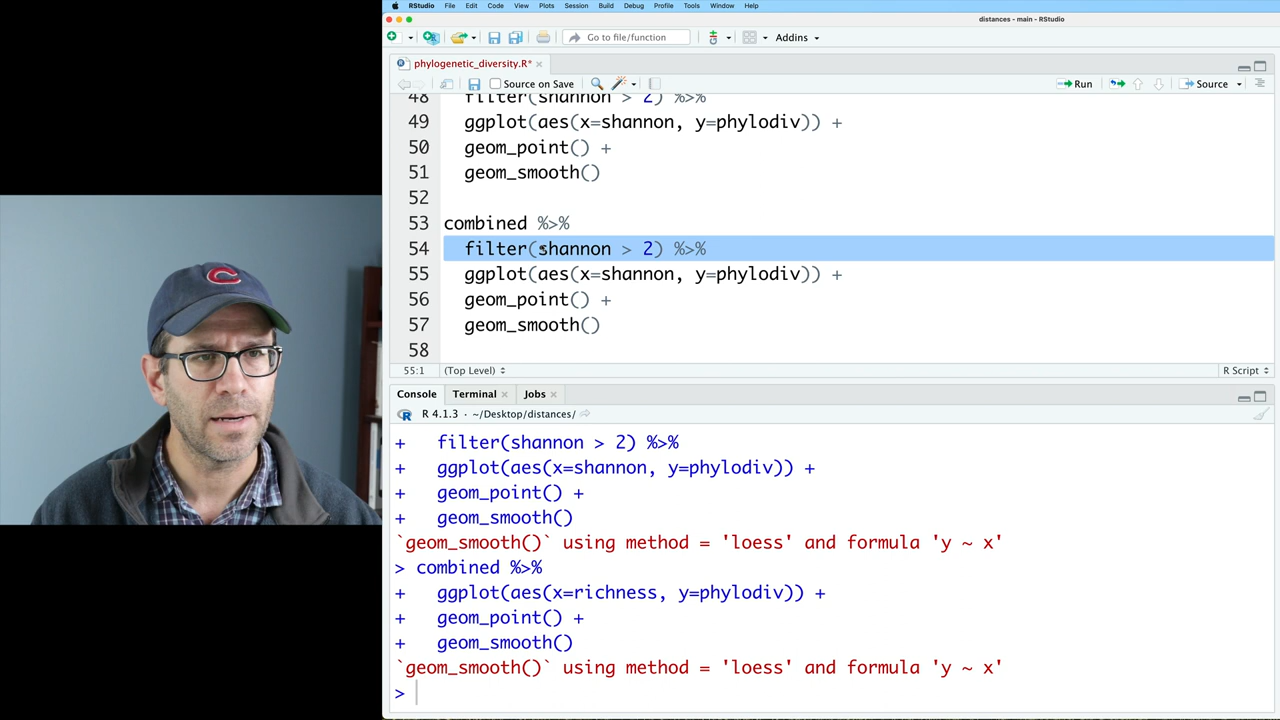 RStudio File Edit Code View Plots Session Build Debug Profile Tools Window Help
distances - main - RStudio
Go to file/function Addins
phylogenetic_diversity.R*
Source on Save Run Source
48 filter(shannon > 2) %>%
49 ggplot(aes(x=shannon, y=phylodiv)) +
50 geom_point() +
51 geom_smooth()
52
53 combined %>%
54 filter(shannon > 2) %>%
55 ggplot(aes(x=shannon, y=phylodiv)) +
56 geom_point() +
57 geom_smooth()
58
55:1 (Top Level) R Script
Console Terminal Jobs
R 4.1.3 · ~/Desktop/distances/
+ filter(shannon > 2) %>%
+ ggplot(aes(x=shannon, y=phylodiv)) +
+ geom_point() +
+ geom_smooth()
`geom_smooth()` using method = 'loess' and formula 'y ~ x'
> combined %>%
+ ggplot(aes(x=richness, y=phylodiv)) +
+ geom_point() +
+ geom_smooth()
`geom_smooth()` using method = 'loess' and formula 'y ~ x'
>
C